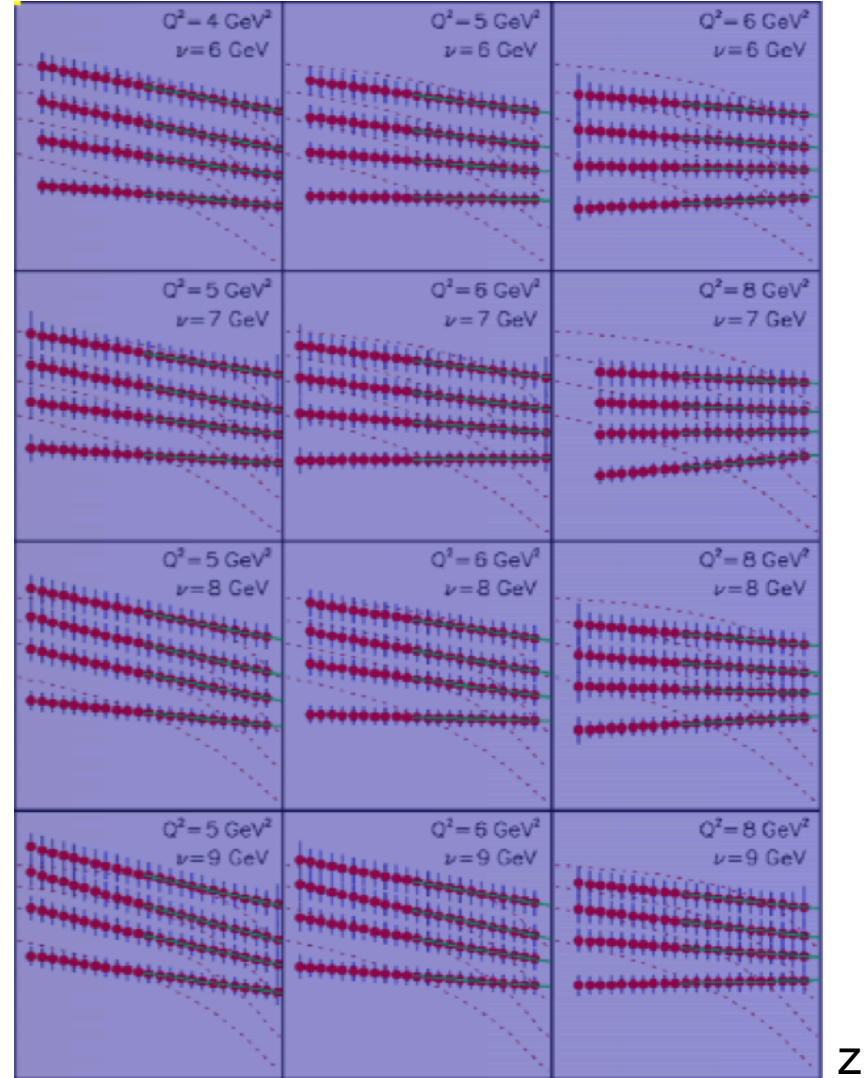 Q²=4 GeV²
ν=6 GeV
Q²=5 GeV²
ν=6 GeV
Q²=6 GeV²
ν=6 GeV
Q²=5 GeV²
ν=7 GeV
Q²=6 GeV²
ν=7 GeV
Q²=8 GeV²
ν=7 GeV
Q²=5 GeV²
ν=8 GeV
Q²=6 GeV²
ν=8 GeV
Q²=8 GeV²
ν=8 GeV
Q²=5 GeV²
ν=9 GeV
Q²=6 GeV²
ν=9 GeV
Q²=8 GeV²
ν=9 GeV
z